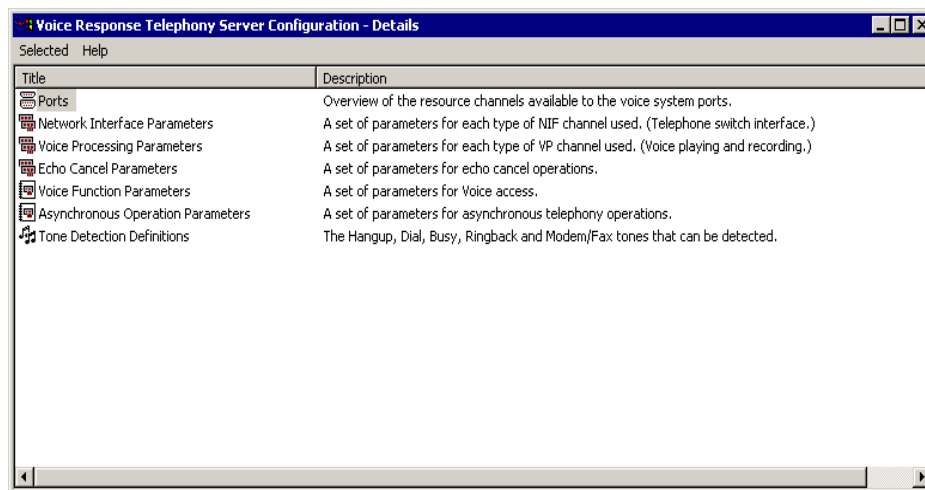 Voice Response Telephony Server Configuration - Details
Selected Help
Title Description
Ports Overview of the resource channels available to the voice system ports.
Network Interface Parameters A set of parameters for each type of NIF channel used. (Telephone switch interface.)
Voice Processing Parameters A set of parameters for each type of VP channel used. (Voice playing and recording.)
Echo Cancel Parameters A set of parameters for echo cancel operations.
Voice Function Parameters A set of parameters for Voice access.
Asynchronous Operation Parameters A set of parameters for asynchronous telephony operations.
Tone Detection Definitions The Hangup, Dial, Busy, Ringback and Modem/Fax tones that can be detected.